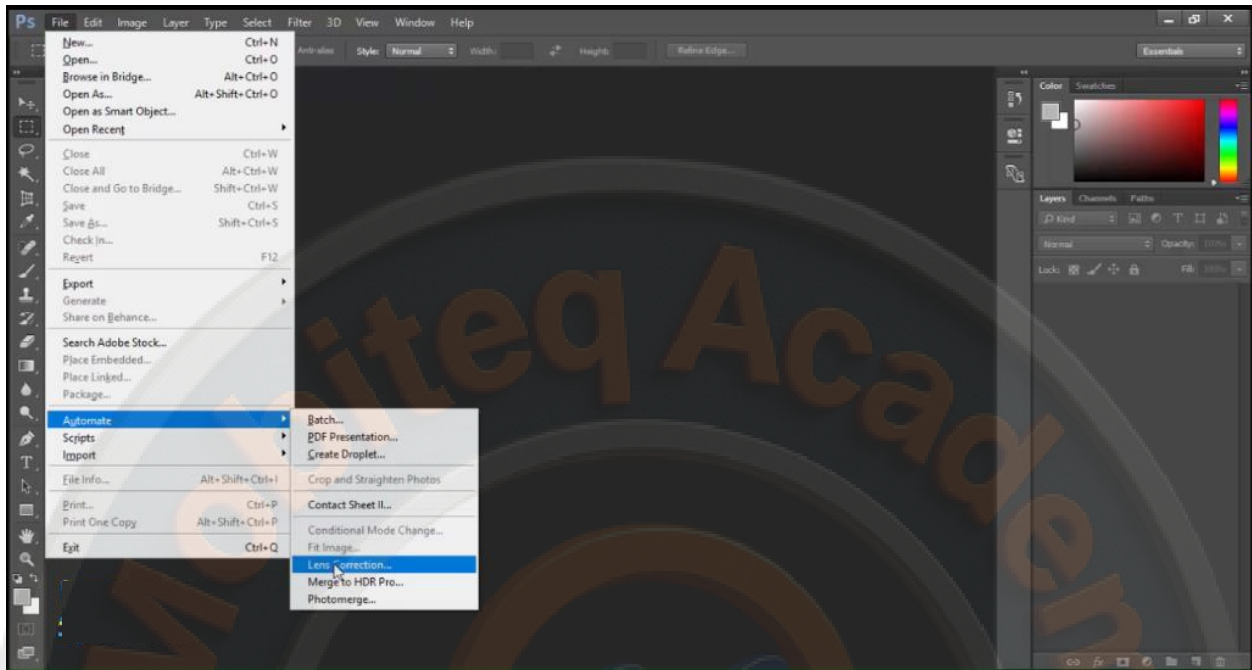 Ps File Edit Image Layer Type Select Filter 3D View Window Help
Anti-alias Style: Normal Width: Height: Refine Edge... Essentials
New... Ctrl+N
Open... Ctrl+O
Browse in Bridge... Alt+Ctrl+O
Open As... Alt+Shift+Ctrl+O
Open as Smart Object...
Open Recent
Close Ctrl+W
Close All Alt+Ctrl+W
Close and Go to Bridge... Shift+Ctrl+W
Save Ctrl+S
Save As... Shift+Ctrl+S
Check In...
Revert F12
Export
Generate
Share on Behance...
Search Adobe Stock...
Place Embedded...
Place Linked...
Package...
Automate
Scripts
Import
File Info... Alt+Shift+Ctrl+I
Print... Ctrl+P
Print One Copy Alt+Shift+Ctrl+P
Exit Ctrl+Q
Batch...
PDF Presentation...
Create Droplet...
Crop and Straighten Photos
Contact Sheet II...
Conditional Mode Change...
Fit Image...
Lens Correction...
Merge to HDR Pro...
Photomerge...
Color Swatches
Layers Channels Paths
Kind
Normal Opacity: 100%
Lock: Fill: 100%
Mobiteq Academ